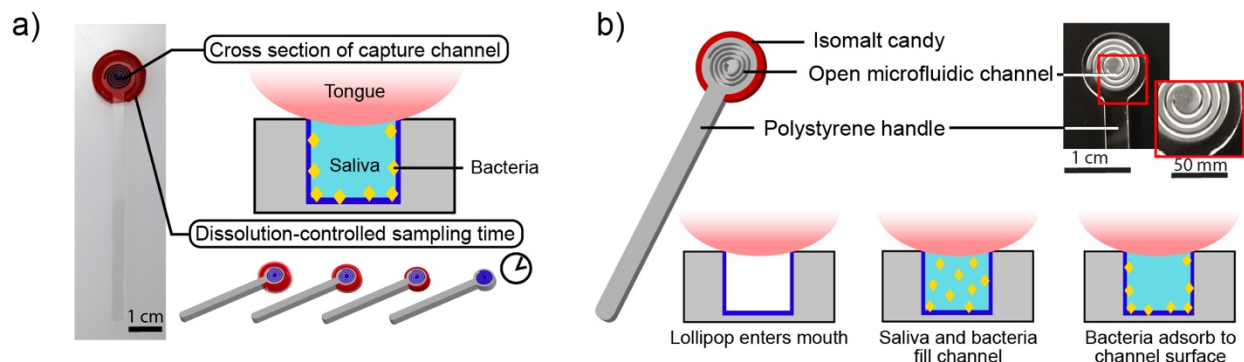 a)
Cross section of capture channel
Tongue
Saliva
Bacteria
Dissolution-controlled sampling time
1 cm
b)
Isomalt candy
Open microfluidic channel
Polystyrene handle
1 cm
50 mm
Lollipop enters mouth
Saliva and bacteria
fill channel
Bacteria adsorb to
channel surface